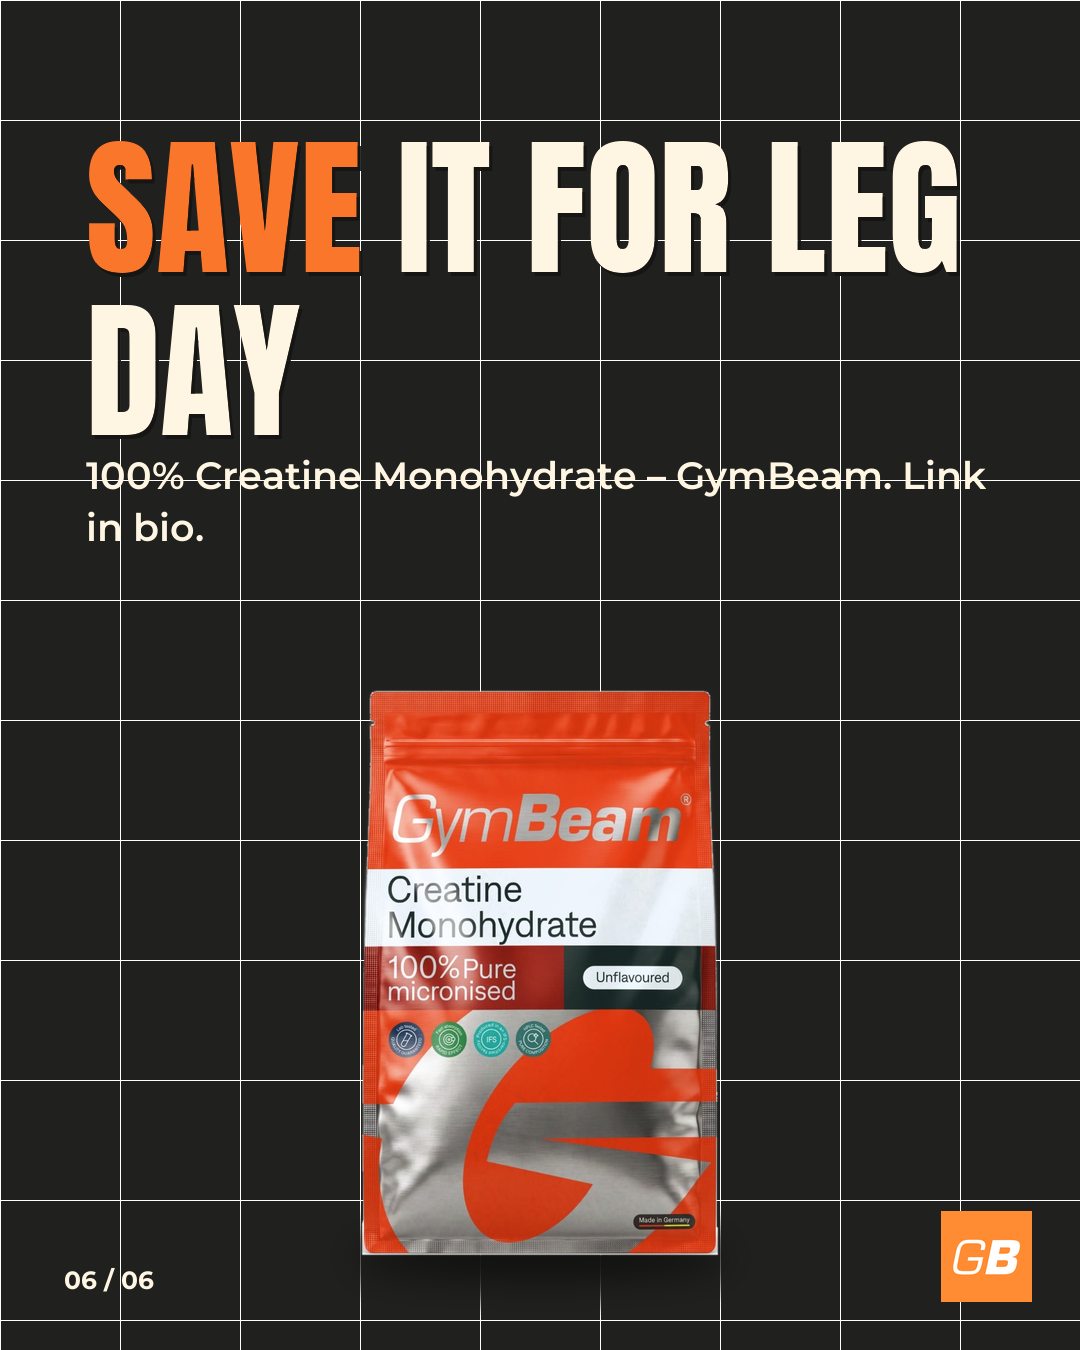 SAVE IT FOR LEG
DAY
100% Creatine Monohydrate – GymBeam. Link
in bio.
GymBeam®
Creatine
Monohydrate
100% Pure
micronised
Unflavoured
IFS
Made in Germany
06 / 06
GB